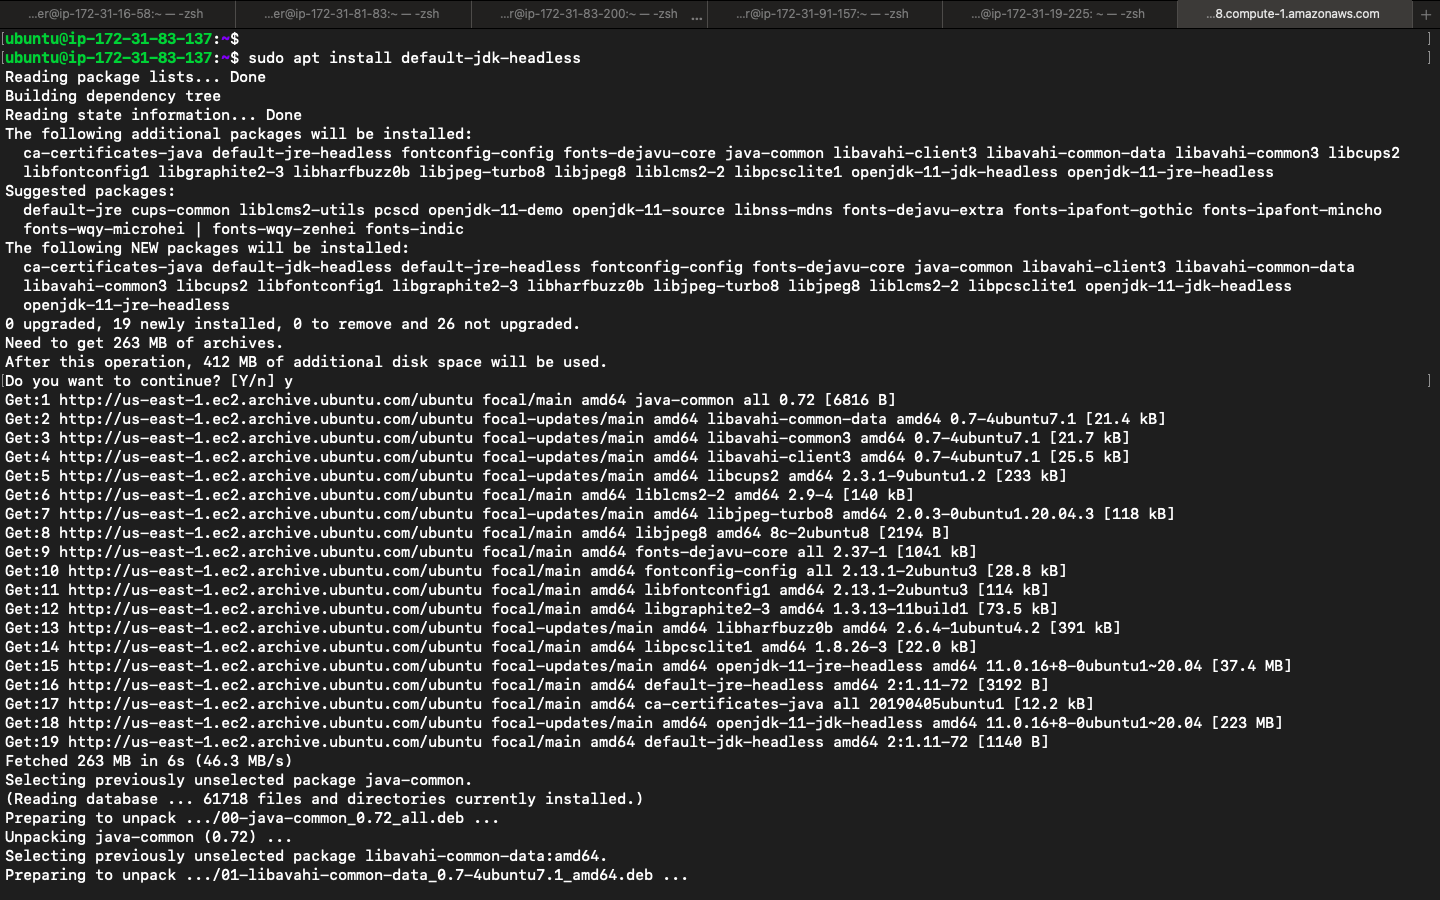 ...er@ip-172-31-16-58:~ — -zsh
...er@ip-172-31-81-83:~ — -zsh
...r@ip-172-31-83-200:~ — -zsh ...
...r@ip-172-31-91-157:~ — -zsh
...@ip-172-31-19-225: ~ — -zsh
...8.compute-1.amazonaws.com +
[ubuntu@ip-172-31-83-137:~$ ]
[ubuntu@ip-172-31-83-137:~$ sudo apt install default-jdk-headless ]
Reading package lists... Done
Building dependency tree
Reading state information... Done
The following additional packages will be installed:
  ca-certificates-java default-jre-headless fontconfig-config fonts-dejavu-core java-common libavahi-client3 libavahi-common-data libavahi-common3 libcups2
  libfontconfig1 libgraphite2-3 libharfbuzz0b libjpeg-turbo8 libjpeg8 liblcms2-2 libpcsclite1 openjdk-11-jdk-headless openjdk-11-jre-headless
Suggested packages:
  default-jre cups-common liblcms2-utils pcscd openjdk-11-demo openjdk-11-source libnss-mdns fonts-dejavu-extra fonts-ipafont-gothic fonts-ipafont-mincho
  fonts-wqy-microhei | fonts-wqy-zenhei fonts-indic
The following NEW packages will be installed:
  ca-certificates-java default-jdk-headless default-jre-headless fontconfig-config fonts-dejavu-core java-common libavahi-client3 libavahi-common-data
  libavahi-common3 libcups2 libfontconfig1 libgraphite2-3 libharfbuzz0b libjpeg-turbo8 libjpeg8 liblcms2-2 libpcsclite1 openjdk-11-jdk-headless
  openjdk-11-jre-headless
0 upgraded, 19 newly installed, 0 to remove and 26 not upgraded.
Need to get 263 MB of archives.
After this operation, 412 MB of additional disk space will be used.
[Do you want to continue? [Y/n] y ]
Get:1 http://us-east-1.ec2.archive.ubuntu.com/ubuntu focal/main amd64 java-common all 0.72 [6816 B]
Get:2 http://us-east-1.ec2.archive.ubuntu.com/ubuntu focal-updates/main amd64 libavahi-common-data amd64 0.7-4ubuntu7.1 [21.4 kB]
Get:3 http://us-east-1.ec2.archive.ubuntu.com/ubuntu focal-updates/main amd64 libavahi-common3 amd64 0.7-4ubuntu7.1 [21.7 kB]
Get:4 http://us-east-1.ec2.archive.ubuntu.com/ubuntu focal-updates/main amd64 libavahi-client3 amd64 0.7-4ubuntu7.1 [25.5 kB]
Get:5 http://us-east-1.ec2.archive.ubuntu.com/ubuntu focal-updates/main amd64 libcups2 amd64 2.3.1-9ubuntu1.2 [233 kB]
Get:6 http://us-east-1.ec2.archive.ubuntu.com/ubuntu focal/main amd64 liblcms2-2 amd64 2.9-4 [140 kB]
Get:7 http://us-east-1.ec2.archive.ubuntu.com/ubuntu focal-updates/main amd64 libjpeg-turbo8 amd64 2.0.3-0ubuntu1.20.04.3 [118 kB]
Get:8 http://us-east-1.ec2.archive.ubuntu.com/ubuntu focal/main amd64 libjpeg8 amd64 8c-2ubuntu8 [2194 B]
Get:9 http://us-east-1.ec2.archive.ubuntu.com/ubuntu focal/main amd64 fonts-dejavu-core all 2.37-1 [1041 kB]
Get:10 http://us-east-1.ec2.archive.ubuntu.com/ubuntu focal/main amd64 fontconfig-config all 2.13.1-2ubuntu3 [28.8 kB]
Get:11 http://us-east-1.ec2.archive.ubuntu.com/ubuntu focal/main amd64 libfontconfig1 amd64 2.13.1-2ubuntu3 [114 kB]
Get:12 http://us-east-1.ec2.archive.ubuntu.com/ubuntu focal/main amd64 libgraphite2-3 amd64 1.3.13-11build1 [73.5 kB]
Get:13 http://us-east-1.ec2.archive.ubuntu.com/ubuntu focal-updates/main amd64 libharfbuzz0b amd64 2.6.4-1ubuntu4.2 [391 kB]
Get:14 http://us-east-1.ec2.archive.ubuntu.com/ubuntu focal/main amd64 libpcsclite1 amd64 1.8.26-3 [22.0 kB]
Get:15 http://us-east-1.ec2.archive.ubuntu.com/ubuntu focal-updates/main amd64 openjdk-11-jre-headless amd64 11.0.16+8-0ubuntu1~20.04 [37.4 MB]
Get:16 http://us-east-1.ec2.archive.ubuntu.com/ubuntu focal/main amd64 default-jre-headless amd64 2:1.11-72 [3192 B]
Get:17 http://us-east-1.ec2.archive.ubuntu.com/ubuntu focal/main amd64 ca-certificates-java all 20190405ubuntu1 [12.2 kB]
Get:18 http://us-east-1.ec2.archive.ubuntu.com/ubuntu focal-updates/main amd64 openjdk-11-jdk-headless amd64 11.0.16+8-0ubuntu1~20.04 [223 MB]
Get:19 http://us-east-1.ec2.archive.ubuntu.com/ubuntu focal/main amd64 default-jdk-headless amd64 2:1.11-72 [1140 B]
Fetched 263 MB in 6s (46.3 MB/s)
Selecting previously unselected package java-common.
(Reading database ... 61718 files and directories currently installed.)
Preparing to unpack .../00-java-common_0.72_all.deb ...
Unpacking java-common (0.72) ...
Selecting previously unselected package libavahi-common-data:amd64.
Preparing to unpack .../01-libavahi-common-data_0.7-4ubuntu7.1_amd64.deb ...